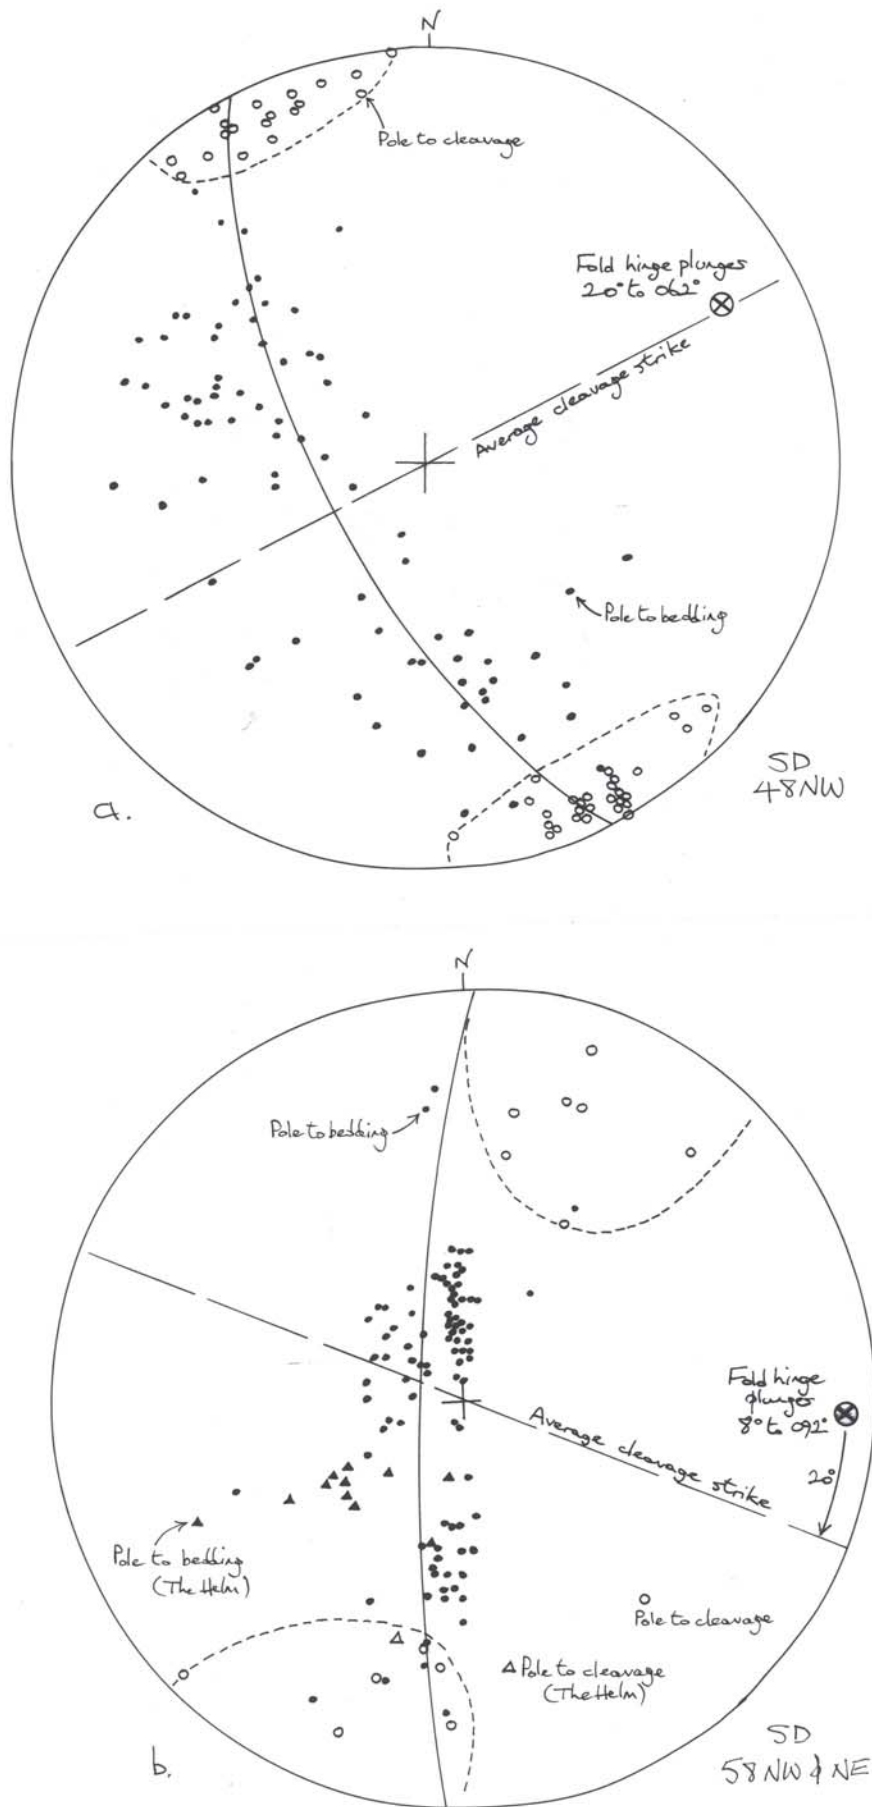 N
Pole to cleavage
Fold hinge plunges
20° to 062°
Average cleavage strike
Pole to bedding
SD
48NW
a.
N
Pole to bedding
Fold hinge
plunges
8° to 092°
Average cleavage strike
20°
Pole to bedding
(The Helm)
Pole to cleavage
Pole to cleavage
(The Helm)
SD
58 NW & NE
b.